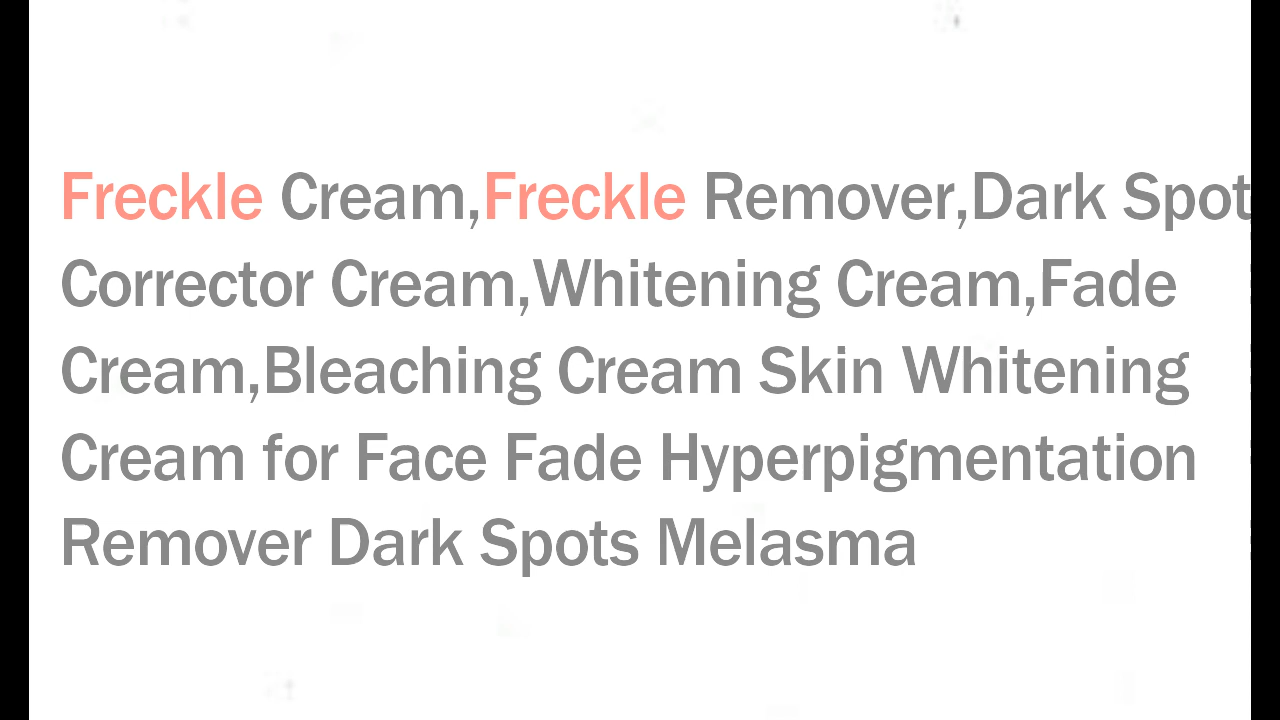 Freckle Cream,Freckle Remover,Dark Spot
Corrector Cream,Whitening Cream,Fade
Cream,Bleaching Cream Skin Whitening
Cream for Face Fade Hyperpigmentation
Remover Dark Spots Melasma